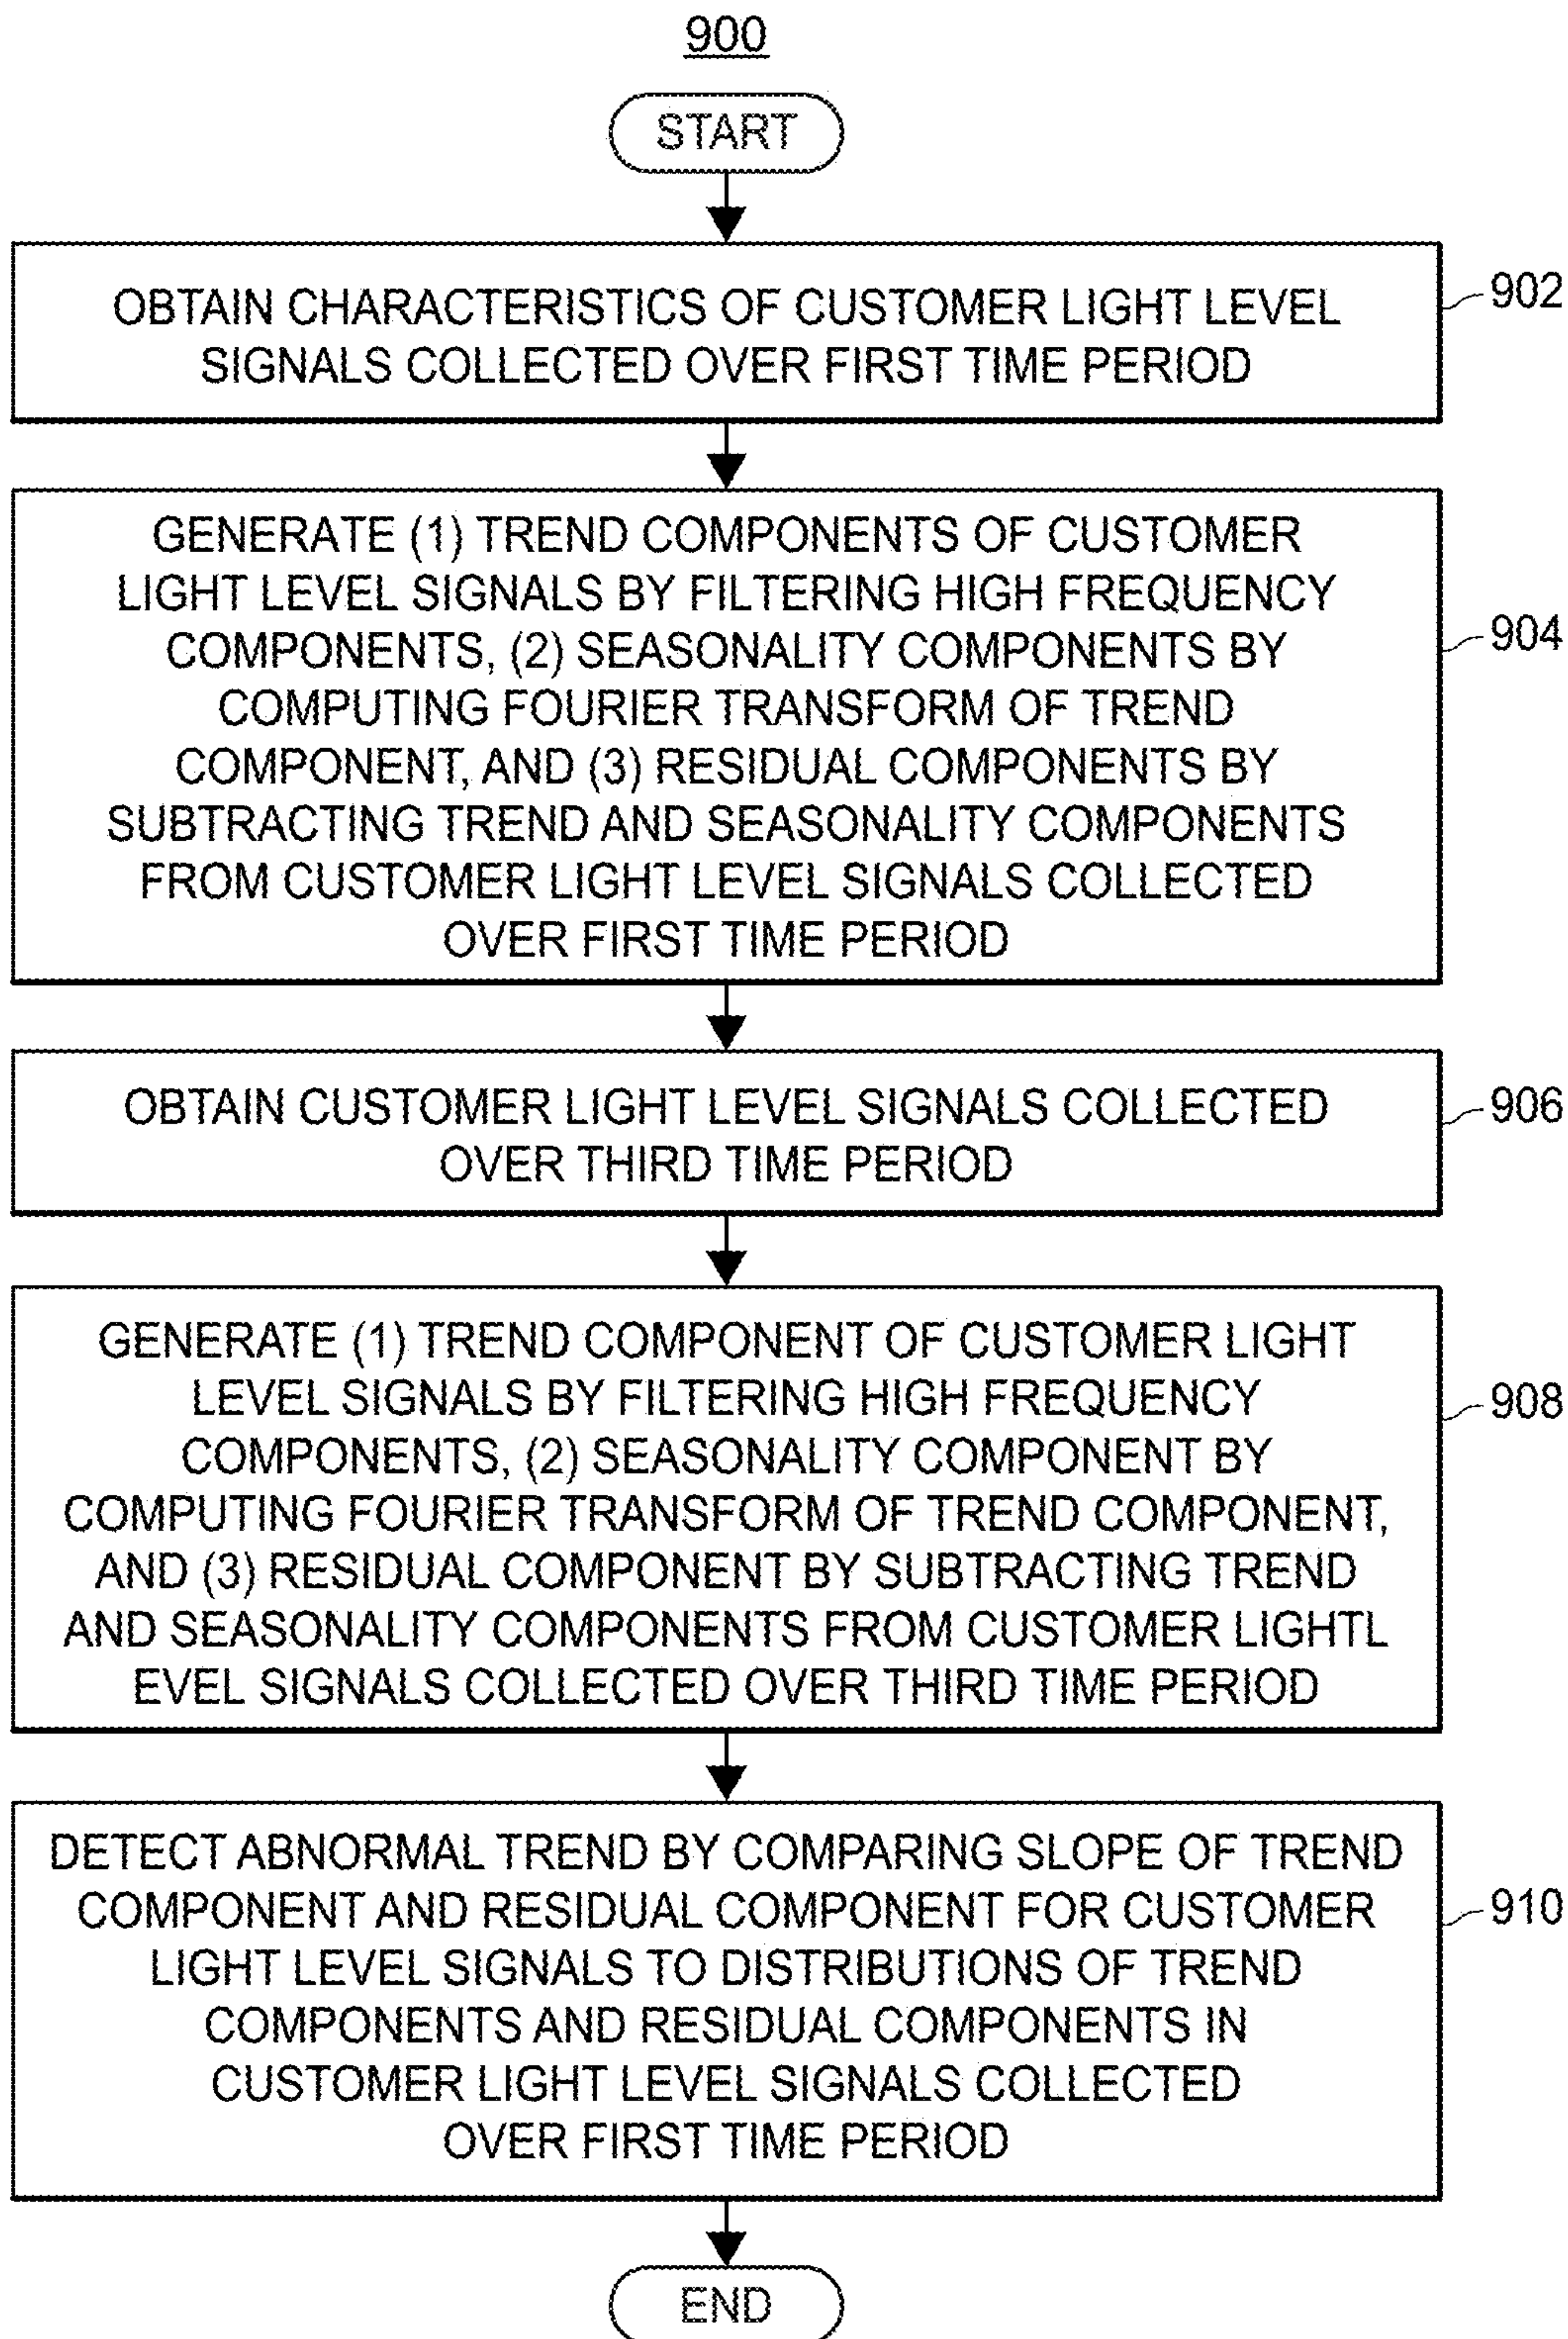 900
START
OBTAIN CHARACTERISTICS OF CUSTOMER LIGHT LEVEL
SIGNALS COLLECTED OVER FIRST TIME PERIOD
902
GENERATE (1) TREND COMPONENTS OF CUSTOMER
LIGHT LEVEL SIGNALS BY FILTERING HIGH FREQUENCY
COMPONENTS, (2) SEASONALITY COMPONENTS BY
COMPUTING FOURIER TRANSFORM OF TREND
COMPONENT, AND (3) RESIDUAL COMPONENTS BY
SUBTRACTING TREND AND SEASONALITY COMPONENTS
FROM CUSTOMER LIGHT LEVEL SIGNALS COLLECTED
OVER FIRST TIME PERIOD
904
OBTAIN CUSTOMER LIGHT LEVEL SIGNALS COLLECTED
OVER THIRD TIME PERIOD
906
GENERATE (1) TREND COMPONENT OF CUSTOMER LIGHT
LEVEL SIGNALS BY FILTERING HIGH FREQUENCY
COMPONENTS, (2) SEASONALITY COMPONENT BY
COMPUTING FOURIER TRANSFORM OF TREND COMPONENT,
AND (3) RESIDUAL COMPONENT BY SUBTRACTING TREND
AND SEASONALITY COMPONENTS FROM CUSTOMER LIGHTL
EVEL SIGNALS COLLECTED OVER THIRD TIME PERIOD
908
DETECT ABNORMAL TREND BY COMPARING SLOPE OF TREND
COMPONENT AND RESIDUAL COMPONENT FOR CUSTOMER
LIGHT LEVEL SIGNALS TO DISTRIBUTIONS OF TREND
COMPONENTS AND RESIDUAL COMPONENTS IN
CUSTOMER LIGHT LEVEL SIGNALS COLLECTED
OVER FIRST TIME PERIOD
910
END